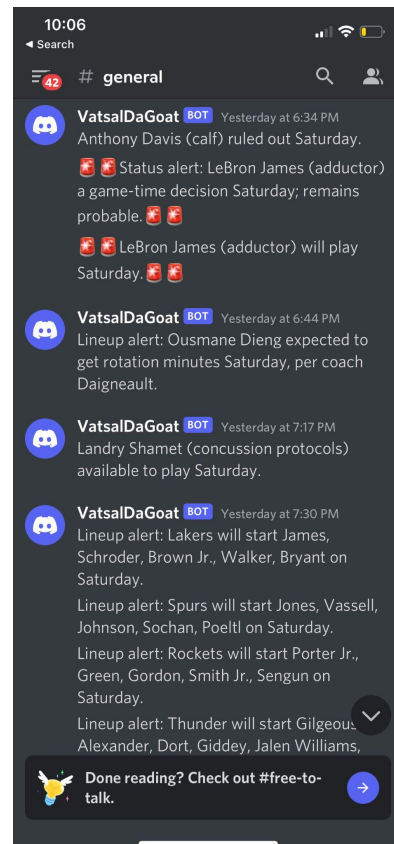 10:06
◄ Search
42
# general
VatsalDaGoat BOT Yesterday at 6:34 PM
Anthony Davis (calf) ruled out Saturday.
🚨 🚨Status alert: LeBron James (adductor)
a game-time decision Saturday; remains
probable.🚨 🚨
🚨 🚨LeBron James (adductor) will play
Saturday.🚨 🚨
VatsalDaGoat BOT Yesterday at 6:44 PM
Lineup alert: Ousmane Dieng expected to
get rotation minutes Saturday, per coach
Daigneault.
VatsalDaGoat BOT Yesterday at 7:17 PM
Landry Shamet (concussion protocols)
available to play Saturday.
VatsalDaGoat BOT Yesterday at 7:30 PM
Lineup alert: Lakers will start James,
Schroder, Brown Jr., Walker, Bryant on
Saturday.
Lineup alert: Spurs will start Jones, Vassell,
Johnson, Sochan, Poeltl on Saturday.
Lineup alert: Rockets will start Porter Jr.,
Green, Gordon, Smith Jr., Sengun on
Saturday.
Lineup alert: Thunder will start Gilgeous
Alexander, Dort, Giddey, Jalen Williams,
Done reading? Check out #free-to-
talk.